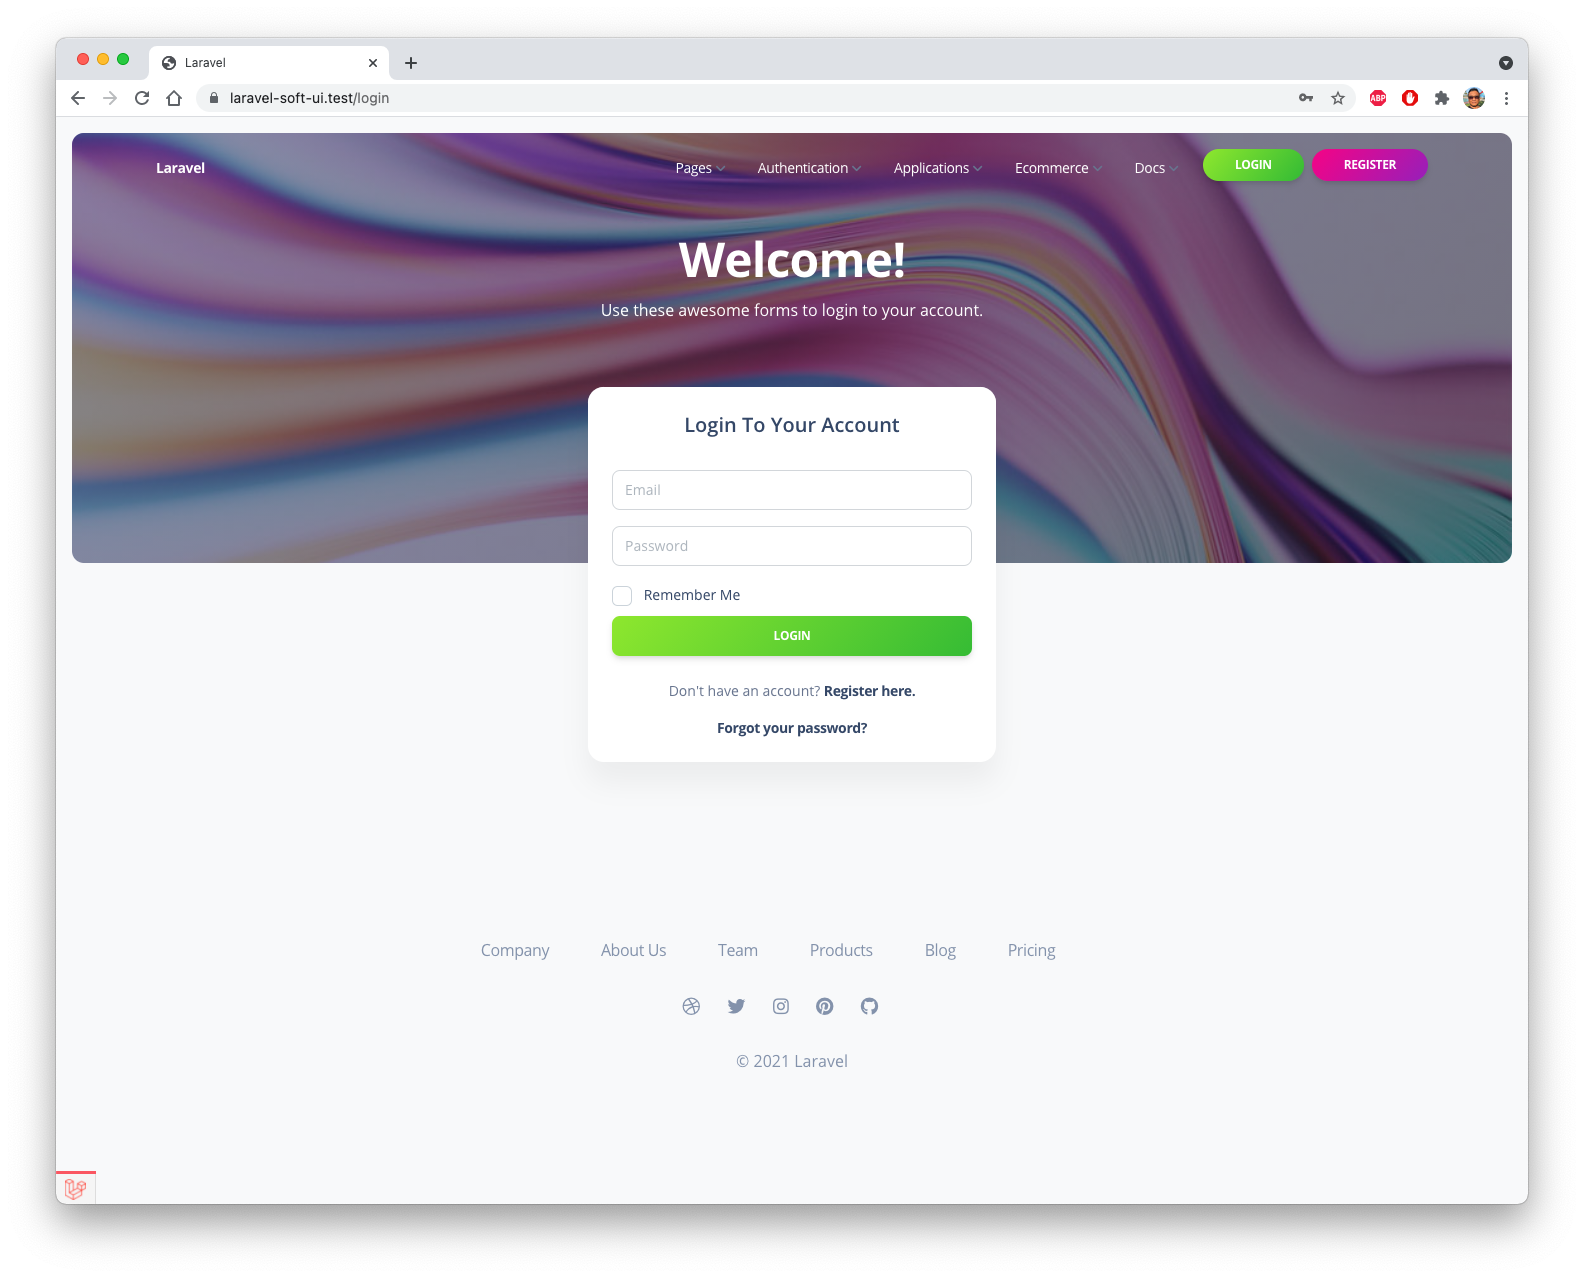 Laravel
laravel-soft-ui.test/login
ABP
Laravel Pages Authentication Applications Ecommerce Docs LOGIN REGISTER
Welcome!
Use these awesome forms to login to your account.
Login To Your Account
Email
Password
Remember Me
LOGIN
Don't have an account? Register here.
Forgot your password?
Company About Us Team Products Blog Pricing
© 2021 Laravel